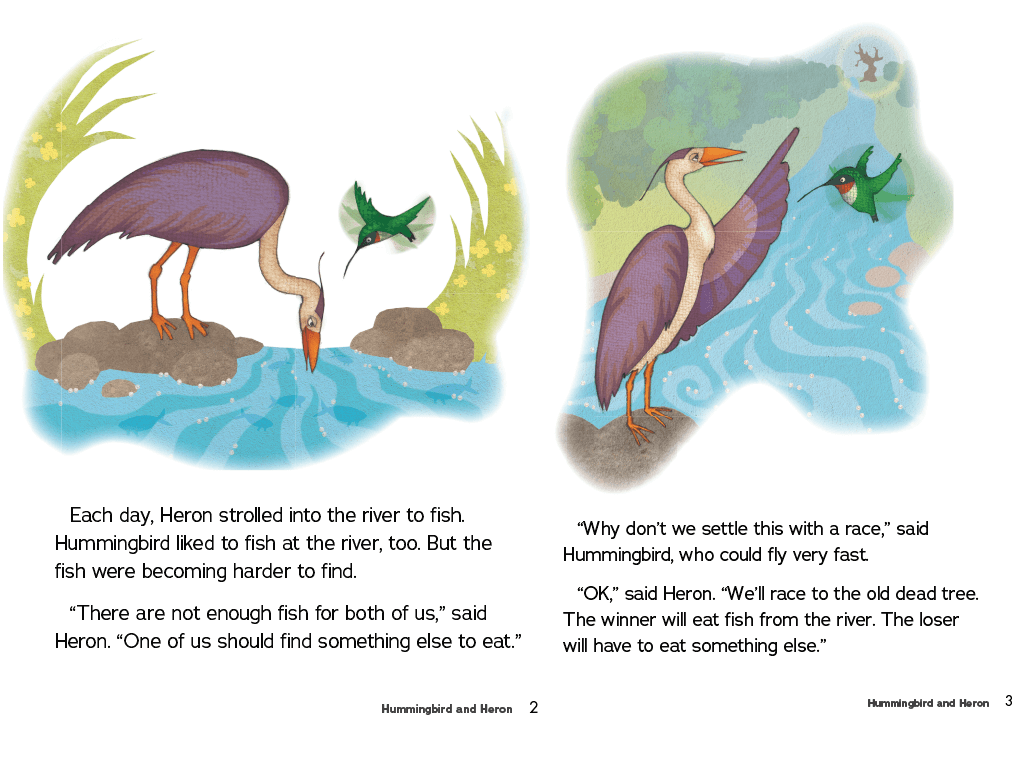 Each day, Heron strolled into the river to fish.
Hummingbird liked to fish at the river, too. But the
fish were becoming harder to find.
“There are not enough fish for both of us,” said
Heron. “One of us should find something else to eat.”
Hummingbird and Heron 2
“Why don’t we settle this with a race,” said
Hummingbird, who could fly very fast.
“OK,” said Heron. “We’ll race to the old dead tree.
The winner will eat fish from the river. The loser
will have to eat something else.”
Hummingbird and Heron 3